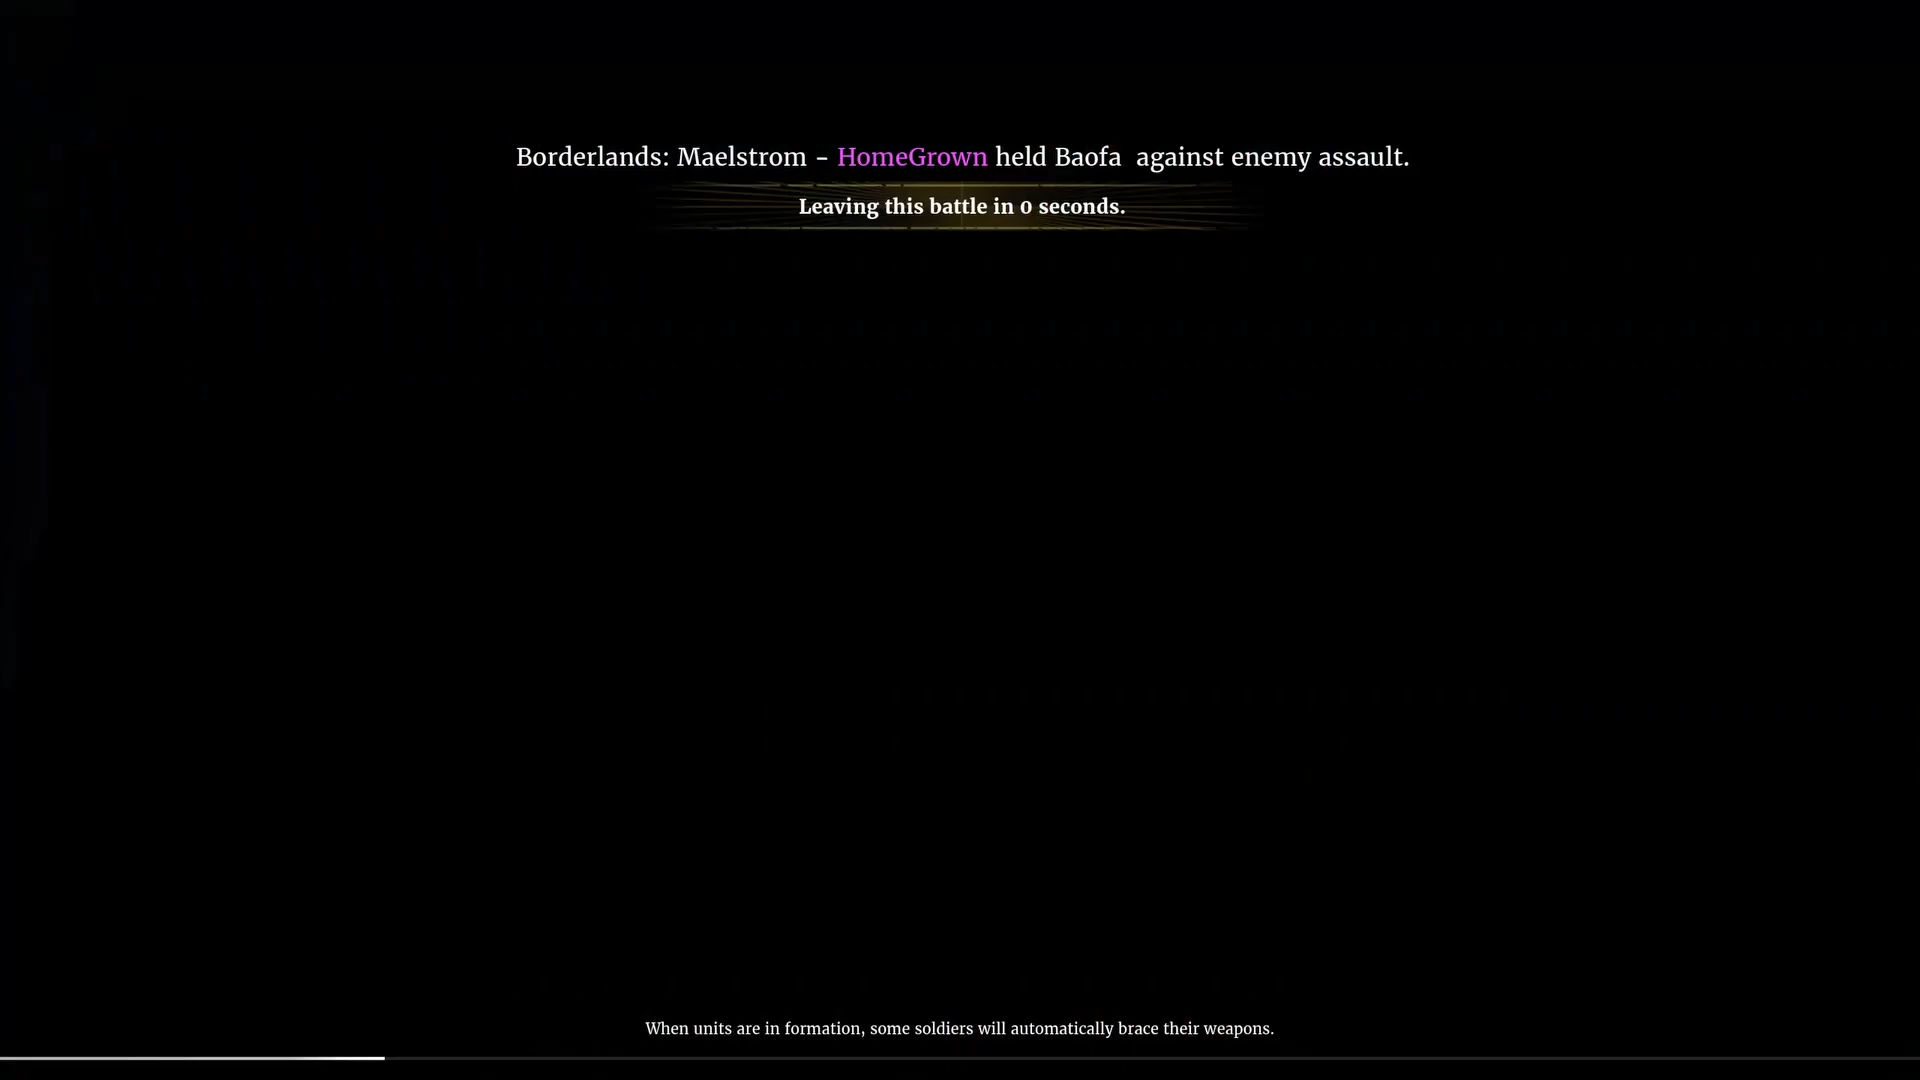 Borderlands: Maelstrom – HomeGrown held Baofa  against enemy assault.
Leaving this battle in 0 seconds.
When units are in formation, some soldiers will automatically brace their weapons.